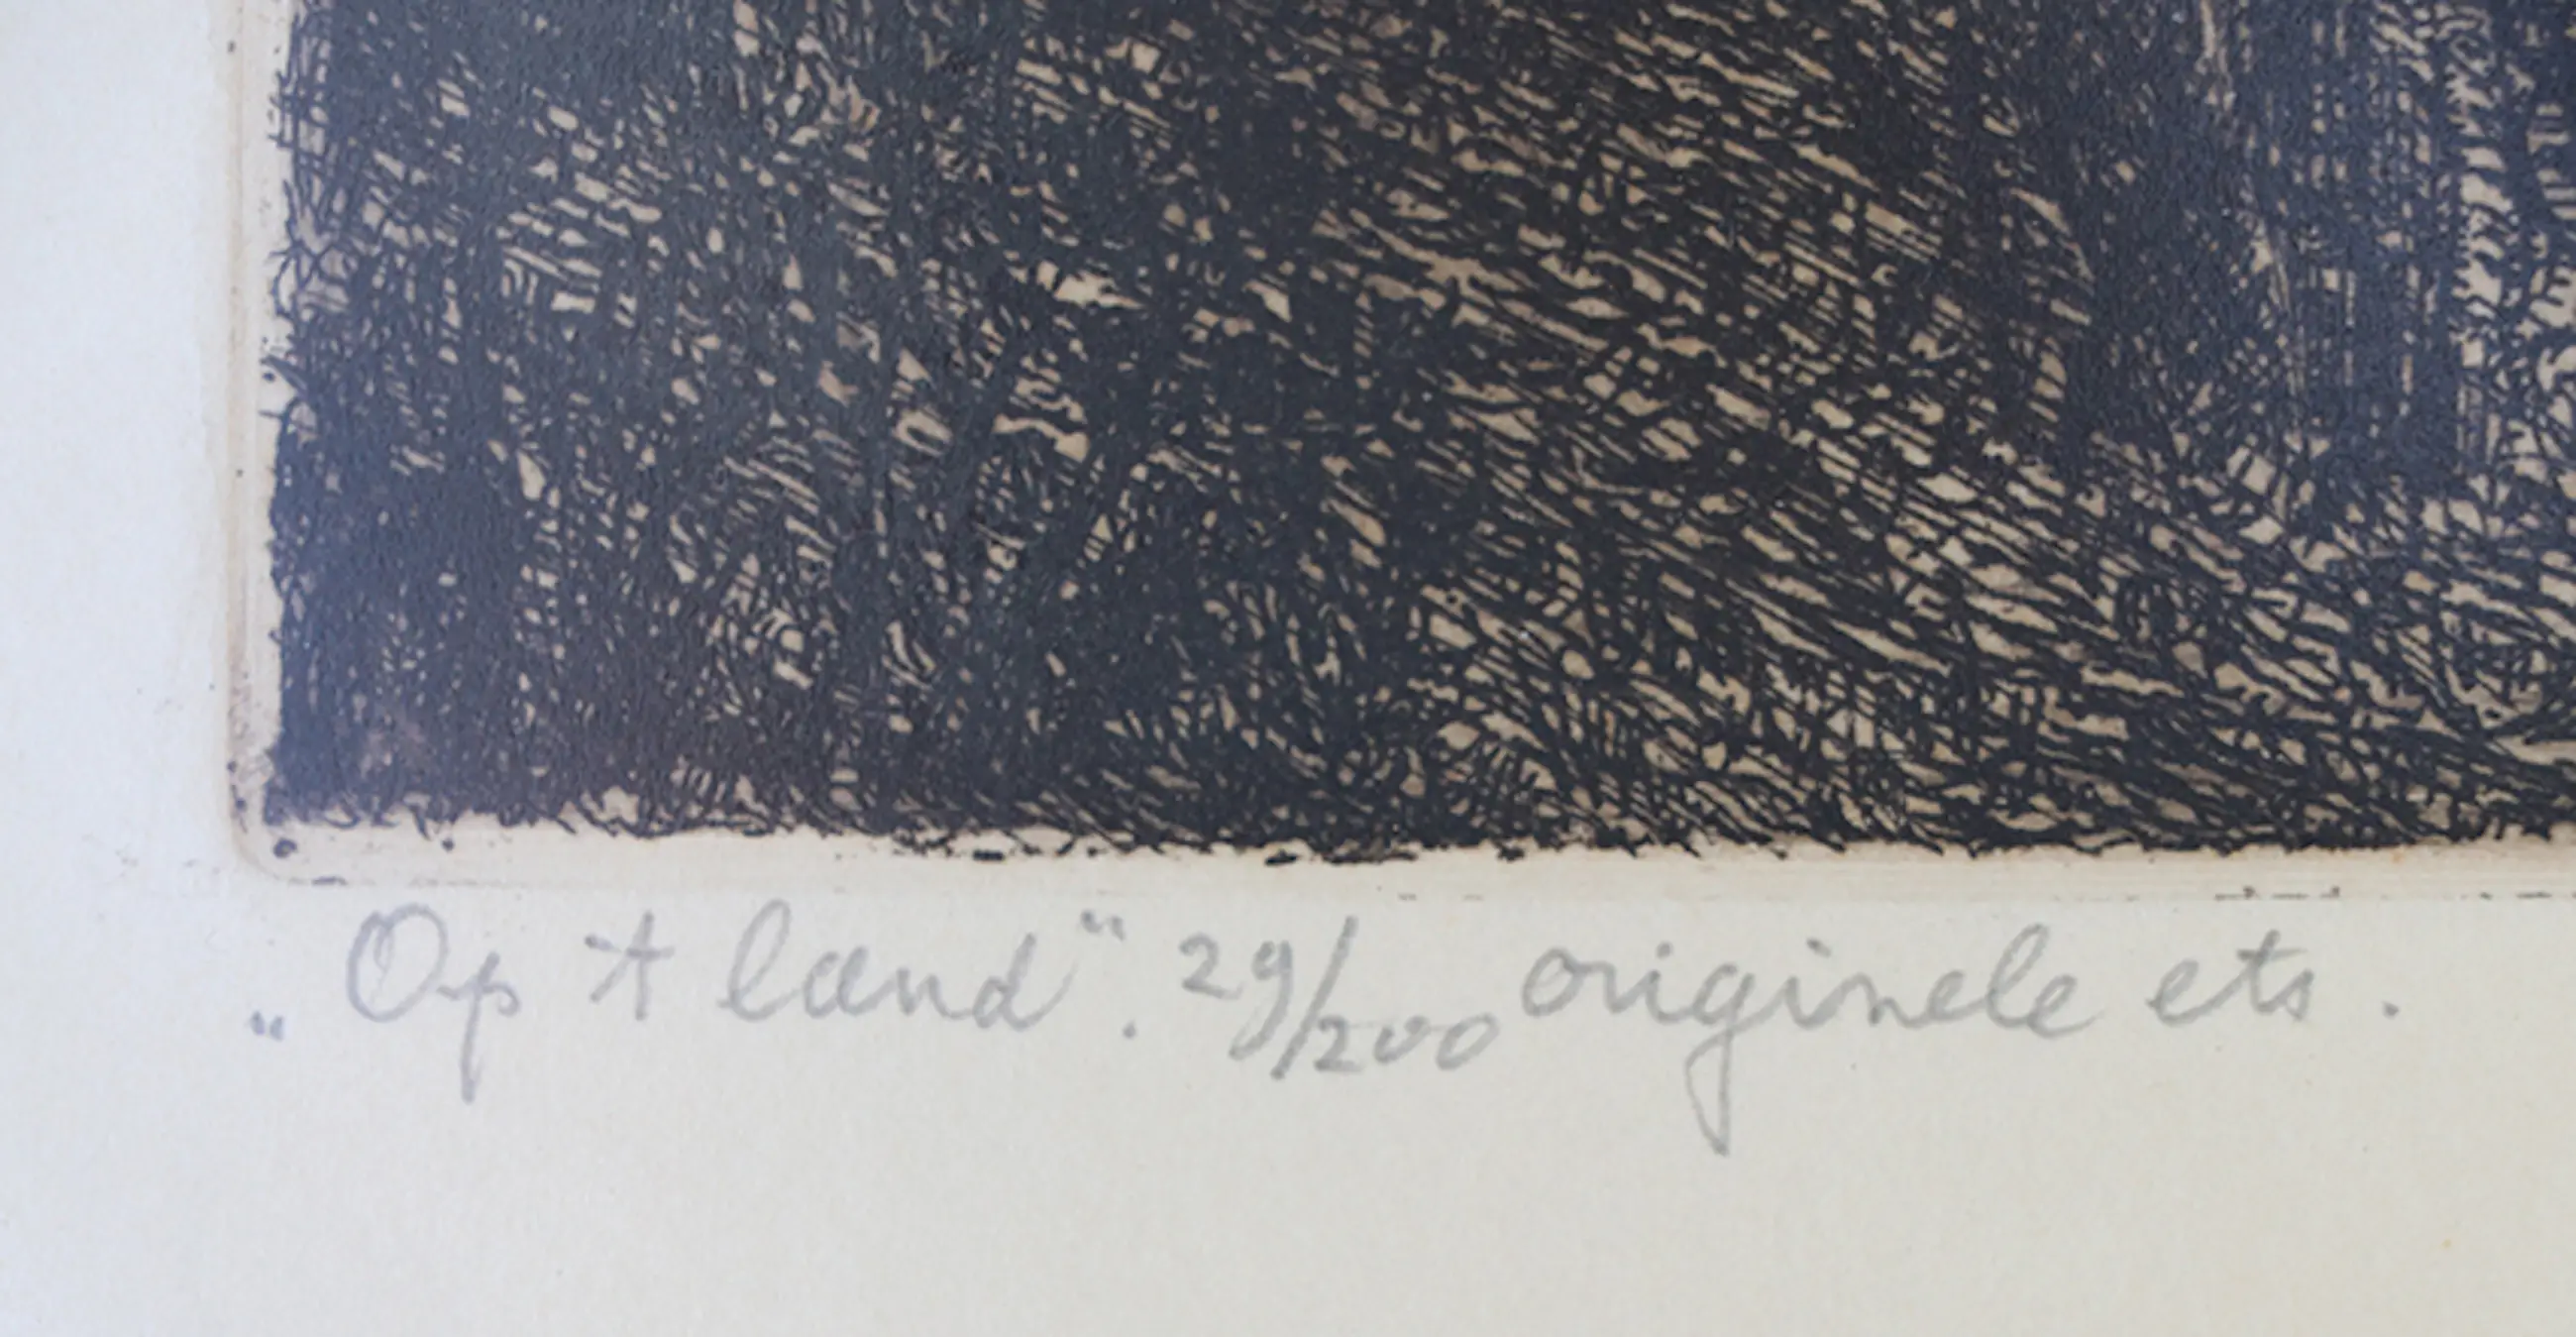 „Op 't land". 29/200 originele ets.